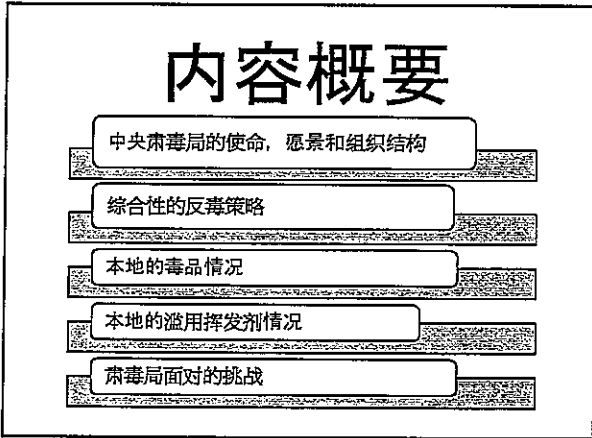 内容概要
中央肃毒局的使命，愿景和组织结构
综合性的反毒策略
本地的毒品情况
本地的滥用挥发剂情况
肃毒局面对的挑战